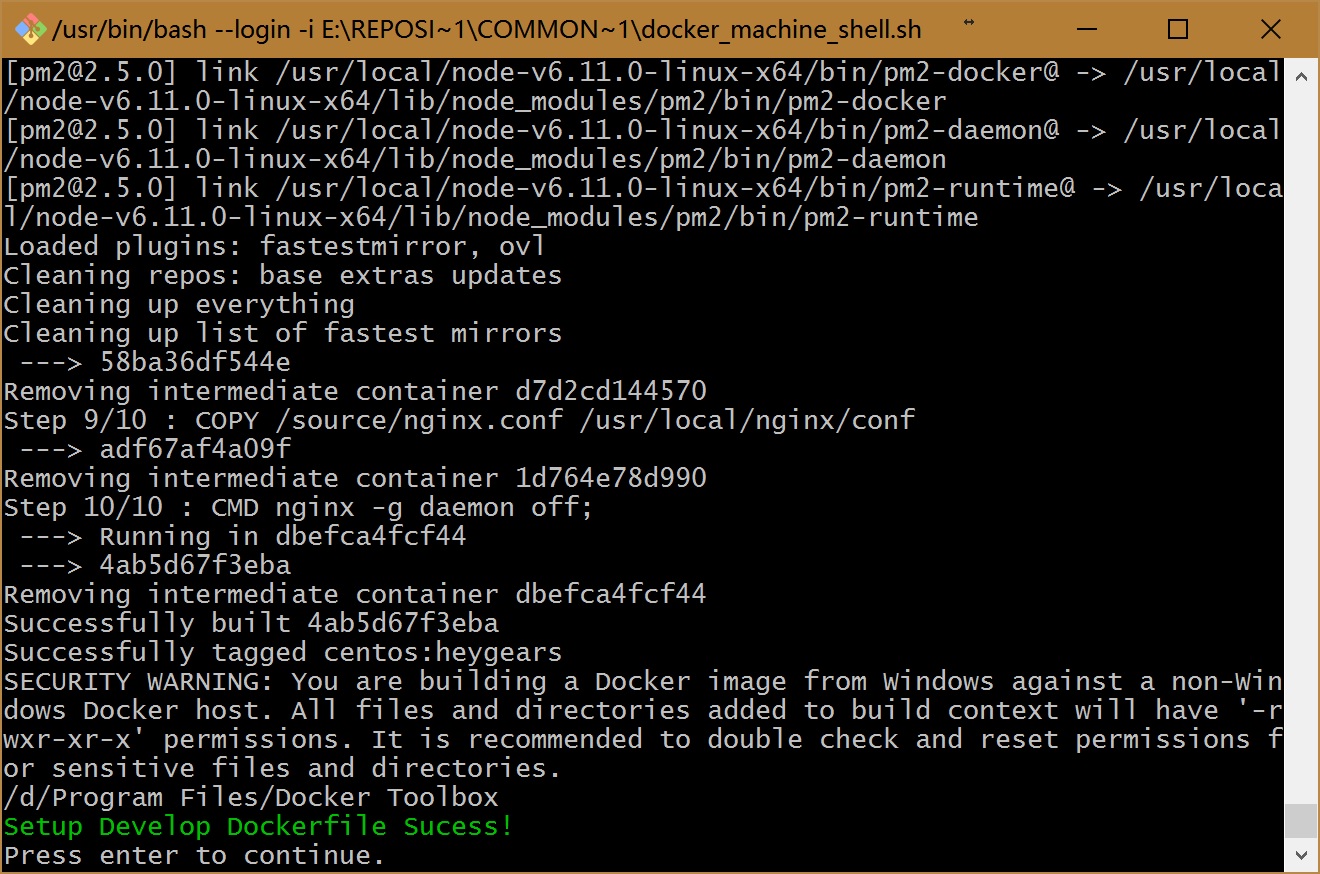 /usr/bin/bash --login -i E:\REPOSI~1\COMMON~1\docker_machine_shell.sh
[pm2@2.5.0] link /usr/local/node-v6.11.0-linux-x64/bin/pm2-docker@ -> /usr/local
/node-v6.11.0-linux-x64/lib/node_modules/pm2/bin/pm2-docker
[pm2@2.5.0] link /usr/local/node-v6.11.0-linux-x64/bin/pm2-daemon@ -> /usr/local
/node-v6.11.0-linux-x64/lib/node_modules/pm2/bin/pm2-daemon
[pm2@2.5.0] link /usr/local/node-v6.11.0-linux-x64/bin/pm2-runtime@ -> /usr/loca
l/node-v6.11.0-linux-x64/lib/node_modules/pm2/bin/pm2-runtime
Loaded plugins: fastestmirror, ovl
Cleaning repos: base extras updates
Cleaning up everything
Cleaning up list of fastest mirrors
 ---> 58ba36df544e
Removing intermediate container d7d2cd144570
Step 9/10 : COPY /source/nginx.conf /usr/local/nginx/conf
 ---> adf67af4a09f
Removing intermediate container 1d764e78d990
Step 10/10 : CMD nginx -g daemon off;
 ---> Running in dbefca4fcf44
 ---> 4ab5d67f3eba
Removing intermediate container dbefca4fcf44
Successfully built 4ab5d67f3eba
Successfully tagged centos:heygears
SECURITY WARNING: You are building a Docker image from Windows against a non-Win
dows Docker host. All files and directories added to build context will have '-r
wxr-xr-x' permissions. It is recommended to double check and reset permissions f
or sensitive files and directories.
/d/Program Files/Docker Toolbox
Setup Develop Dockerfile Sucess!
Press enter to continue.